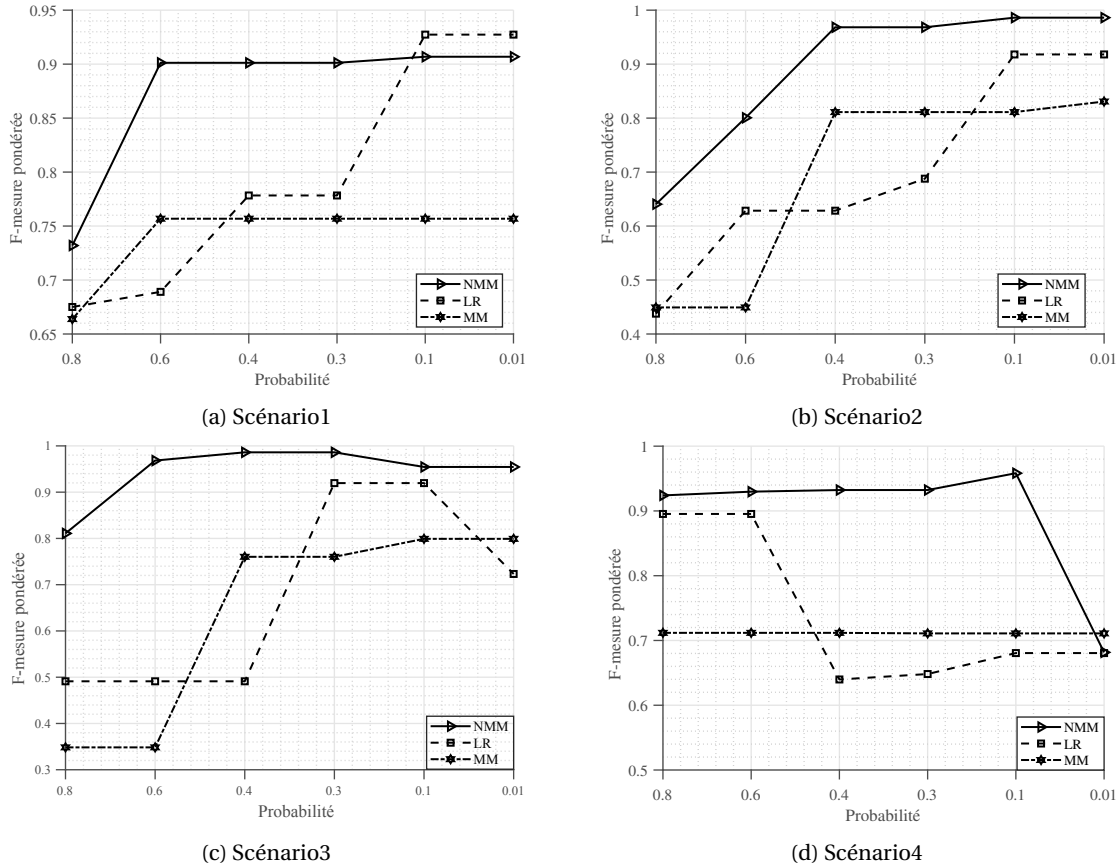 0.95
0.9
0.85
0.8
0.75
0.7
0.65
F-mesure pondérée
0.8 0.6 0.4 0.3 0.1 0.01
Probabilité
NMM
LR
MM
(a) Scénario1
1
0.9
0.8
0.7
0.6
0.5
0.4
F-mesure pondérée
0.8 0.6 0.4 0.3 0.1 0.01
Probabilité
NMM
LR
MM
(b) Scénario2
1
0.9
0.8
0.7
0.6
0.5
0.4
0.3
F-mesure pondérée
0.8 0.6 0.4 0.3 0.1 0.01
Probabilité
NMM
LR
MM
(c) Scénario3
1
0.9
0.8
0.7
0.6
0.5
F-mesure pondérée
0.8 0.6 0.4 0.3 0.1 0.01
Probabilité
NMM
LR
MM
(d) Scénario4